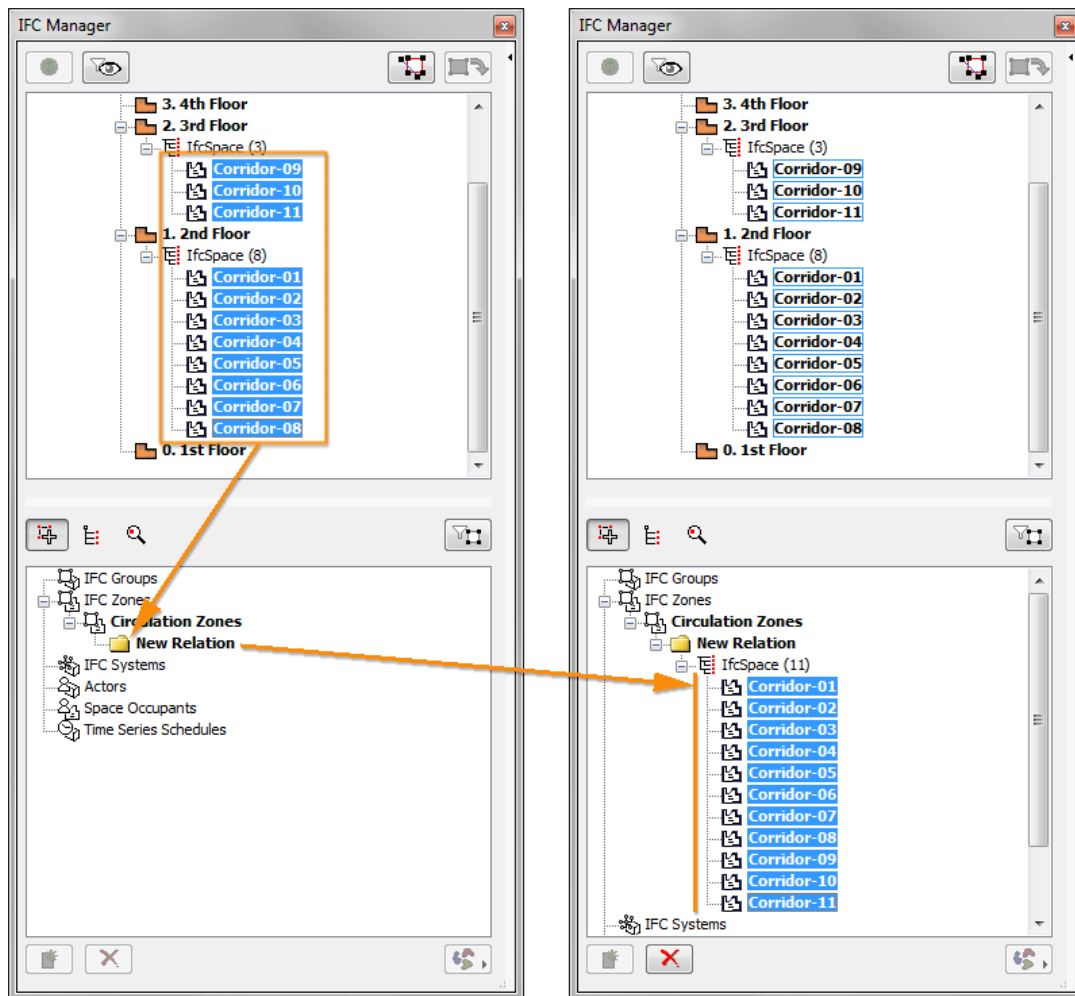 IFC Manager
3. 4th Floor
2. 3rd Floor
IfcSpace (3)
Corridor-09
Corridor-10
Corridor-11
1. 2nd Floor
IfcSpace (8)
Corridor-01
Corridor-02
Corridor-03
Corridor-04
Corridor-05
Corridor-06
Corridor-07
Corridor-08
0. 1st Floor
IFC Groups
IFC Zones
Circulation Zones
New Relation
IFC Systems
Actors
Space Occupants
Time Series Schedules
IFC Manager
3. 4th Floor
2. 3rd Floor
IfcSpace (3)
Corridor-09
Corridor-10
Corridor-11
1. 2nd Floor
IfcSpace (8)
Corridor-01
Corridor-02
Corridor-03
Corridor-04
Corridor-05
Corridor-06
Corridor-07
Corridor-08
0. 1st Floor
IFC Groups
IFC Zones
Circulation Zones
New Relation
IfcSpace (11)
Corridor-01
Corridor-02
Corridor-03
Corridor-04
Corridor-05
Corridor-06
Corridor-07
Corridor-08
Corridor-09
Corridor-10
Corridor-11
IFC Systems